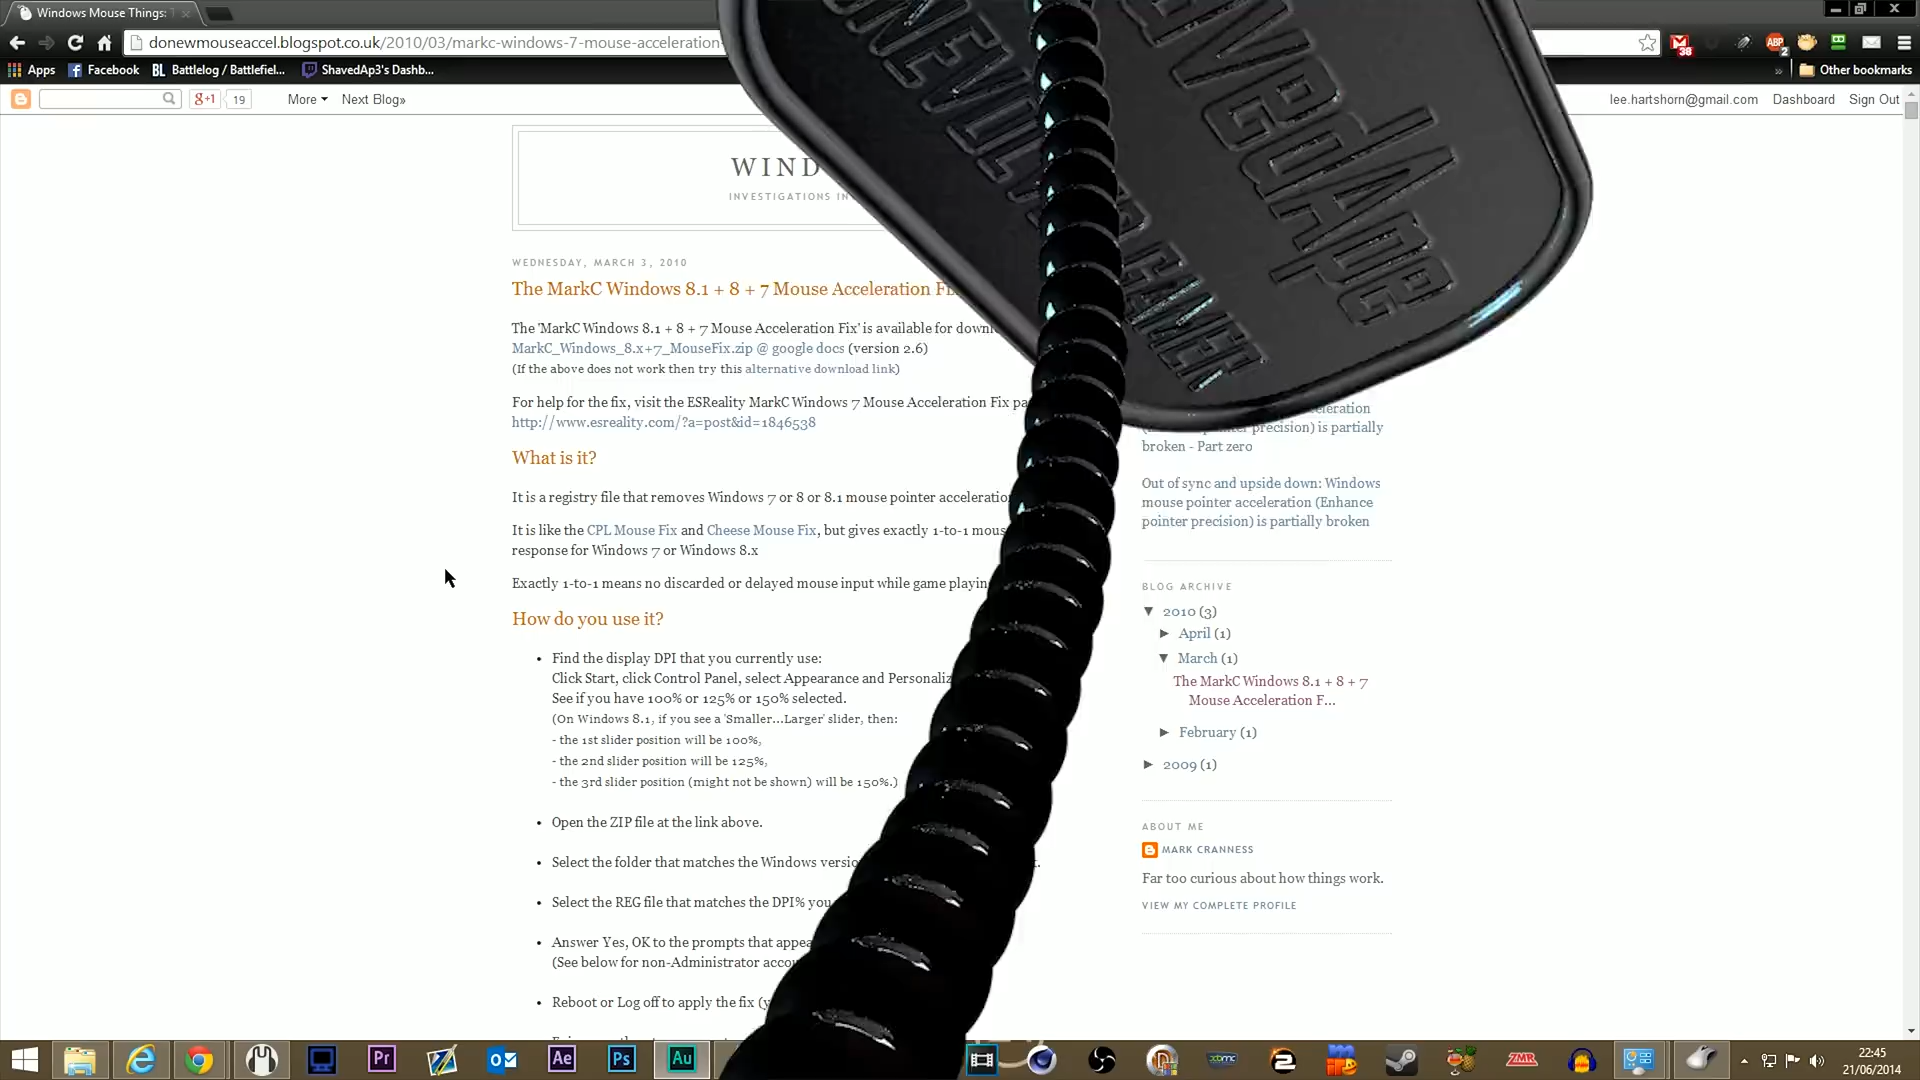 Windows Mouse Things:
donewmouseaccel.blogspot.co.uk/2010/03/markc-windows-7-mouse-acceleration-
38
ABP
2
Apps
Facebook
BL Battlelog / Battlefiel...
ShavedAp3's Dashb...
»
Other bookmarks
g+1
19
More
Next Blog»
lee.hartshorn@gmail.com
Dashboard
Sign Out
WIND
INVESTIGATIONS IN
ShavedApe
GAMER
WEDNESDAY, MARCH 3, 2010
The MarkC Windows 8.1 + 8 + 7 Mouse Acceleration
The 'MarkC Windows 8.1 + 8 + 7 Mouse Acceleration Fix' is available for
MarkC_Windows_8.x+7_MouseFix.zip @ google docs (version 2.6)
(If the above does not work then try this alternative download link)
For help for the fix, visit the ESReality MarkC Windows 7 Mouse Acceleration Fix
http://www.esreality.com/?a=post&id=1846538
What is it?
It is a registry file that removes Windows 7 or 8 or 8.1 mouse pointer
It is like the CPL Mouse Fix and Cheese Mouse Fix, but gives exactly 1-to-1
response for Windows 7 or Windows 8.x
Exactly 1-to-1 means no discarded or delayed mouse input while game
How do you use it?
• Find the display DPI that you currently use:
Click Start, click Control Panel, select Appearance and
See if you have 100% or 125% or 150% selected.
(On Windows 8.1, if you see a 'Smaller...Larger' slider, then:
- the 1st slider position will be 100%,
- the 2nd slider position will be 125%,
- the 3rd slider position (might not be shown) will be 150%.)
• Open the ZIP file at the link above.
• Select the folder that matches the Windows
• Select the REG file that matches the DPI%
• Answer Yes, OK to the prompts that
(See below for non-Administrator
• Reboot or Log off to apply the fix
precision) is partially
broken - Part zero
Out of sync and upside down: Windows
mouse pointer acceleration (Enhance
pointer precision) is partially broken
BLOG ARCHIVE
▼ 2010 (3)
► April (1)
▼ March (1)
The MarkC Windows 8.1 + 8 + 7
Mouse Acceleration F...
► February (1)
► 2009 (1)
ABOUT ME
MARK CRANNESS
Far too curious about how things work.
VIEW MY COMPLETE PROFILE
Pr
Ae
Ps
Au
xbmc
2
ZMR
22:45
21/06/2014